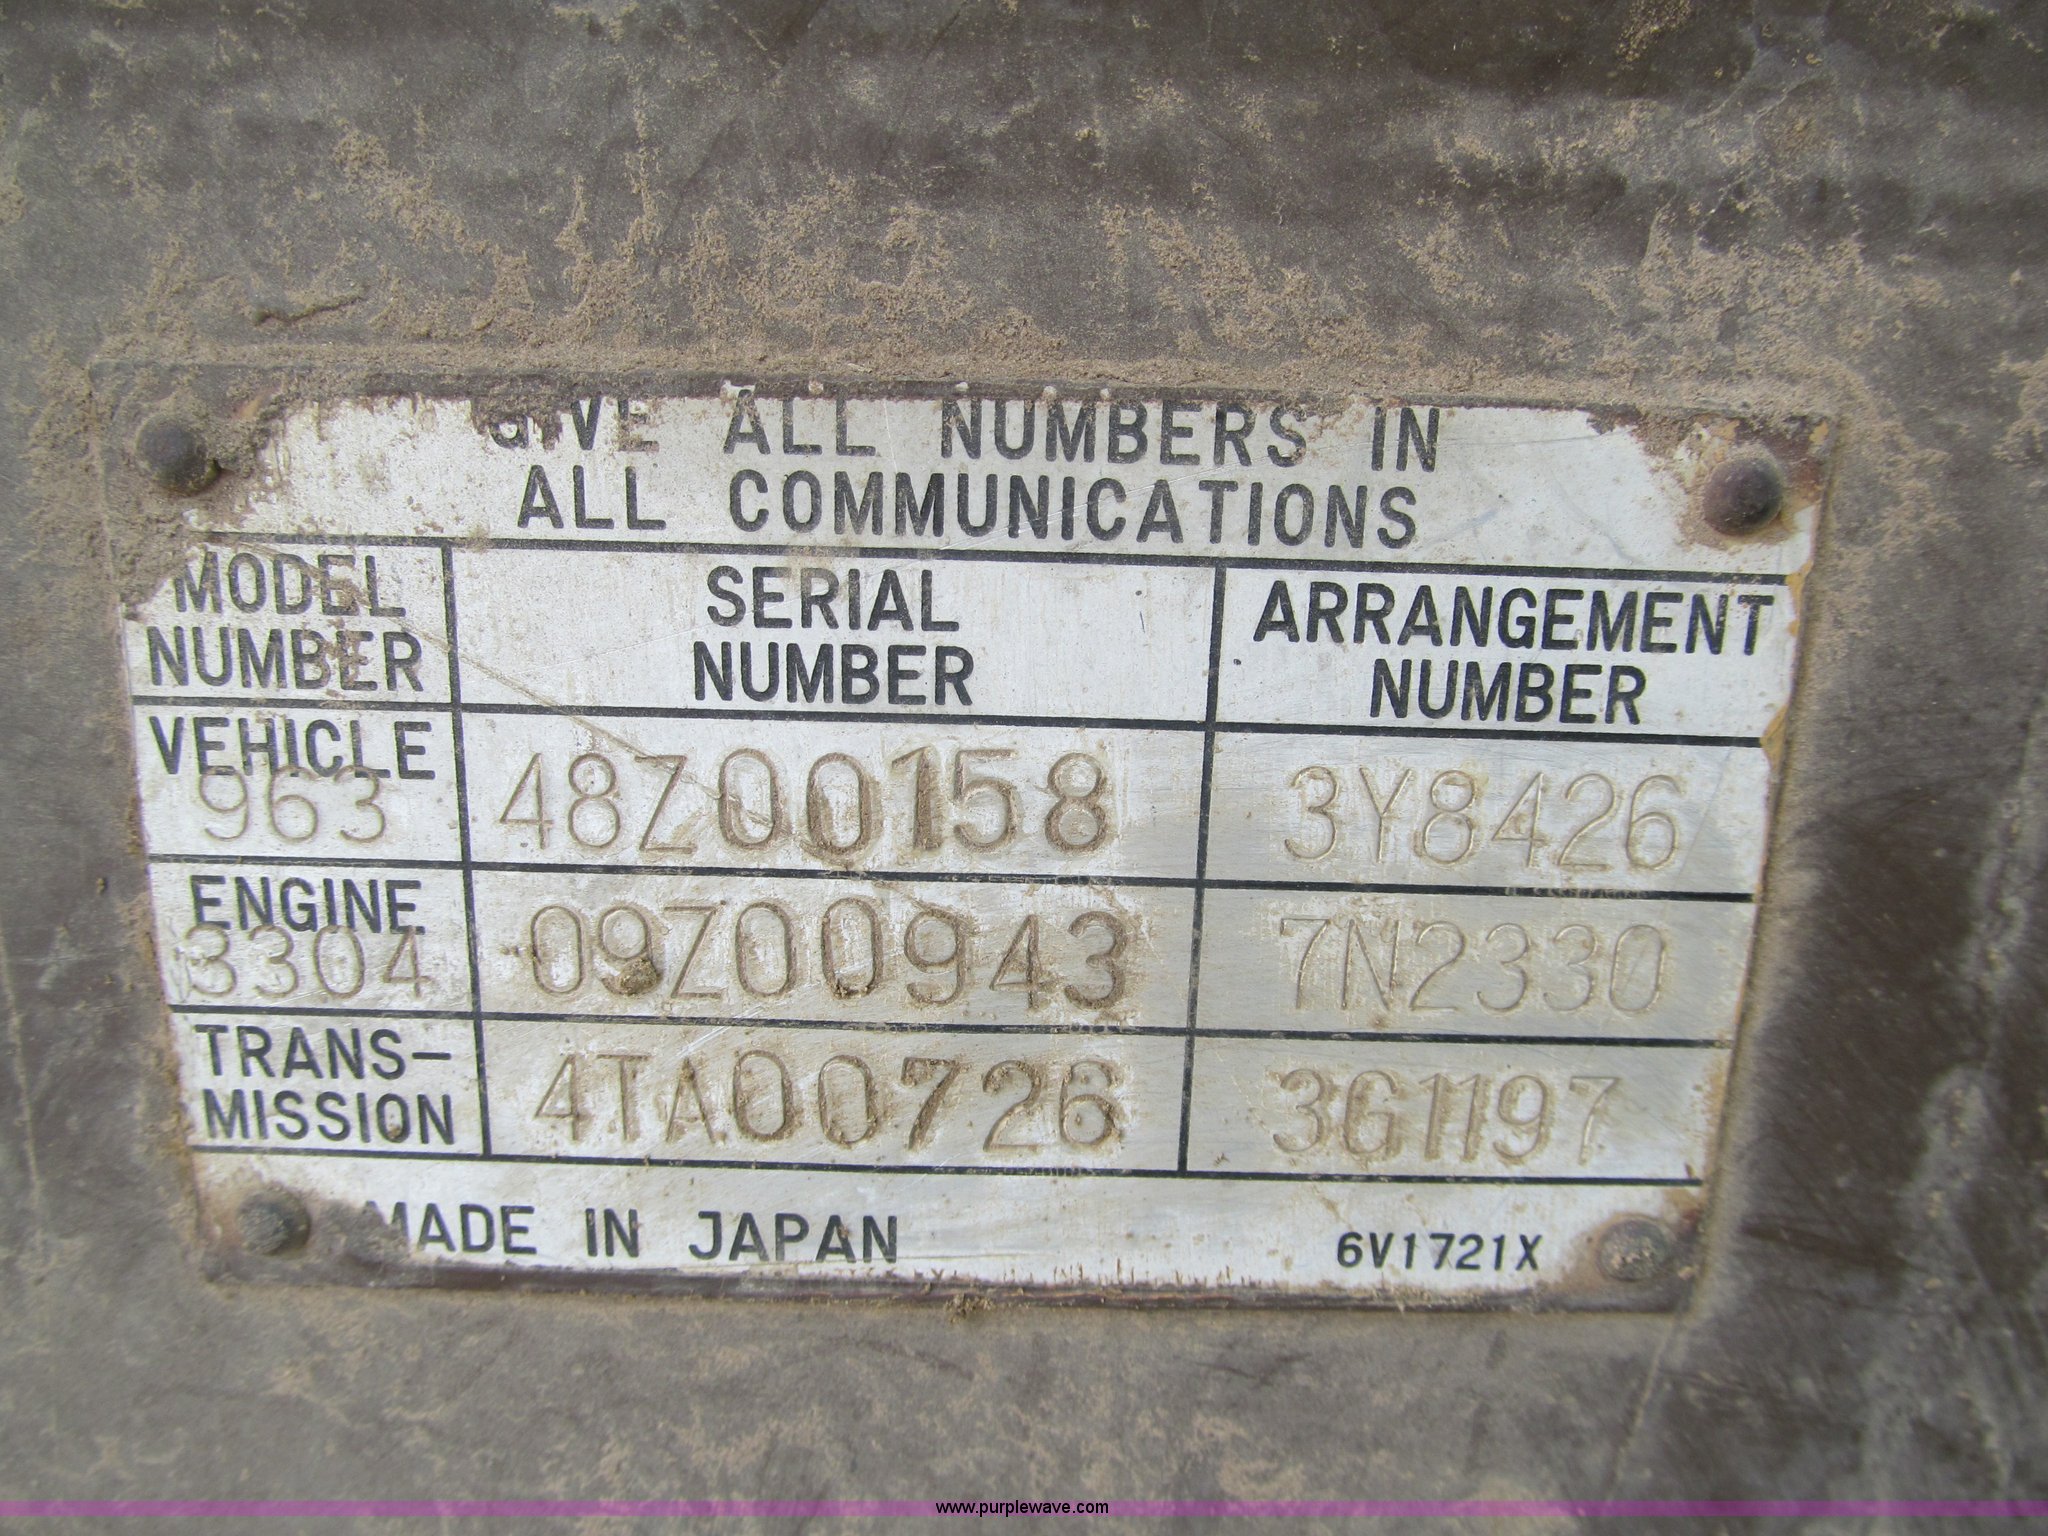 GIVE ALL NUMBERS IN
ALL COMMUNICATIONS
MODEL NUMBER
SERIAL NUMBER
ARRANGEMENT NUMBER
VEHICLE
963 48Z00158 3Y8426
ENGINE
3304 09Z00943 7N2330
TRANS-
MISSION 4TA00726 3G1197
MADE IN JAPAN 6V1721X
www.purplewave.com